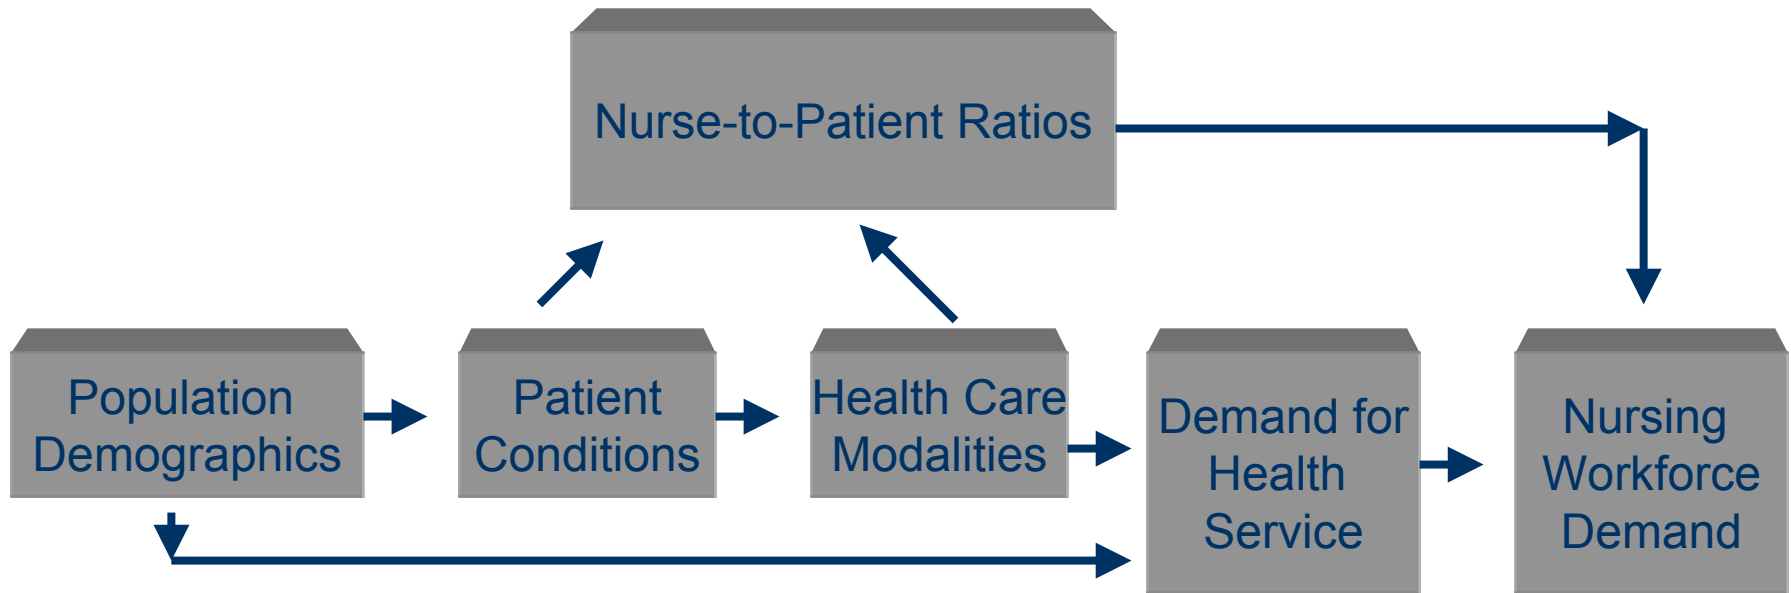 Nurse-to-Patient Ratios
Population
Demographics
Patient
Conditions
Health Care
Modalities
Demand for
Health
Service
Nursing
Workforce
Demand